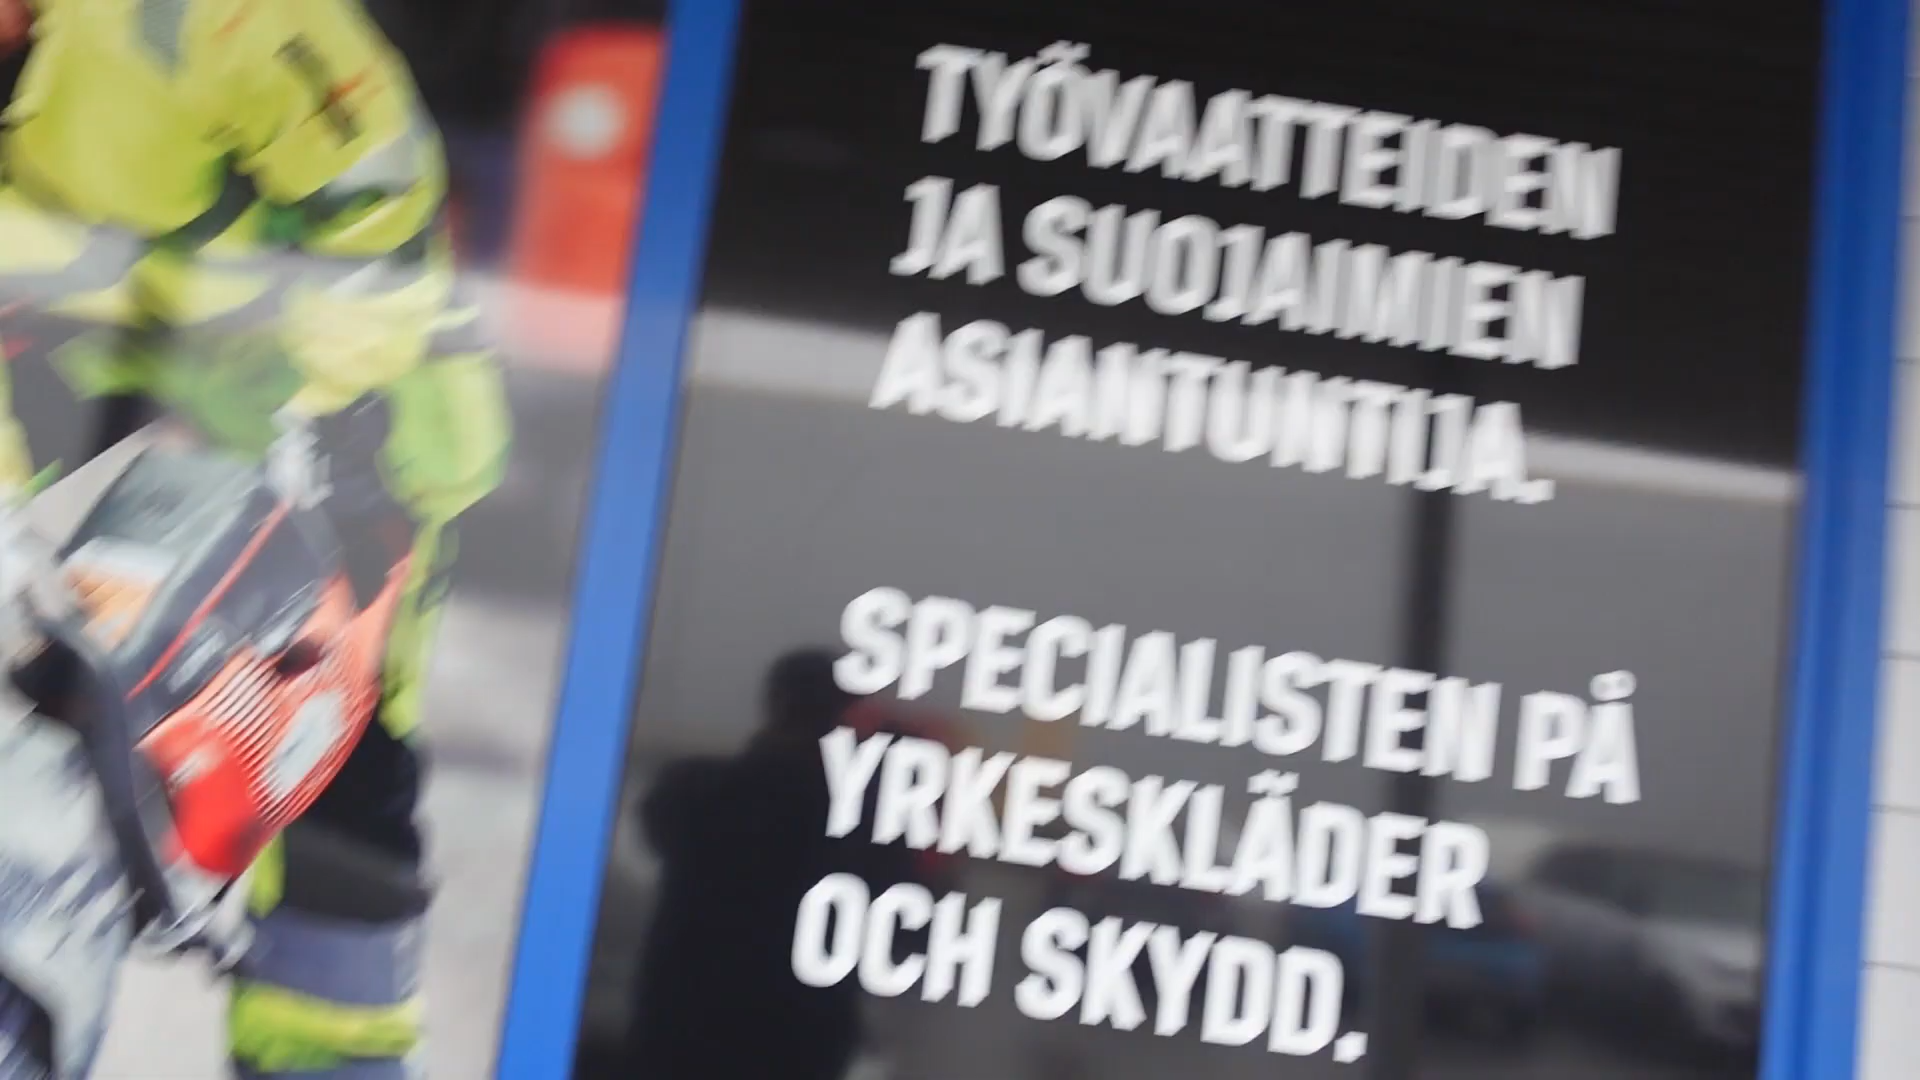 TYÖVAATTEIDEN
JA SUOJAIMIEN
ASIANTUNTIJA.
SPECIALISTEN PÅ
YRKESKLÄDER
OCH SKYDD.